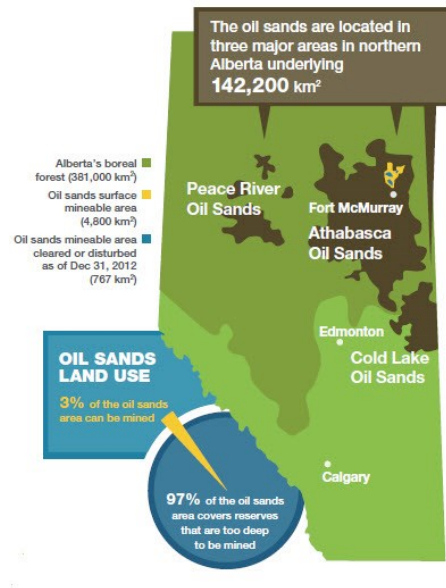 The oil sands are located in
three major areas in northern
Alberta underlying
142,200 km²
Alberta's boreal
forest (381,000 km²)
Oil sands surface
mineable area
(4,800 km²)
Oil sands mineable area
cleared or disturbed
as of Dec 31, 2012
(767 km²)
Peace River
Oil Sands
Fort McMurray
Athabasca
Oil Sands
Edmonton
Cold Lake
Oil Sands
Calgary
OIL SANDS
LAND USE
3% of the oil sands
area can be mined
97% of the oil sands
area covers reserves
that are too deep
to be mined